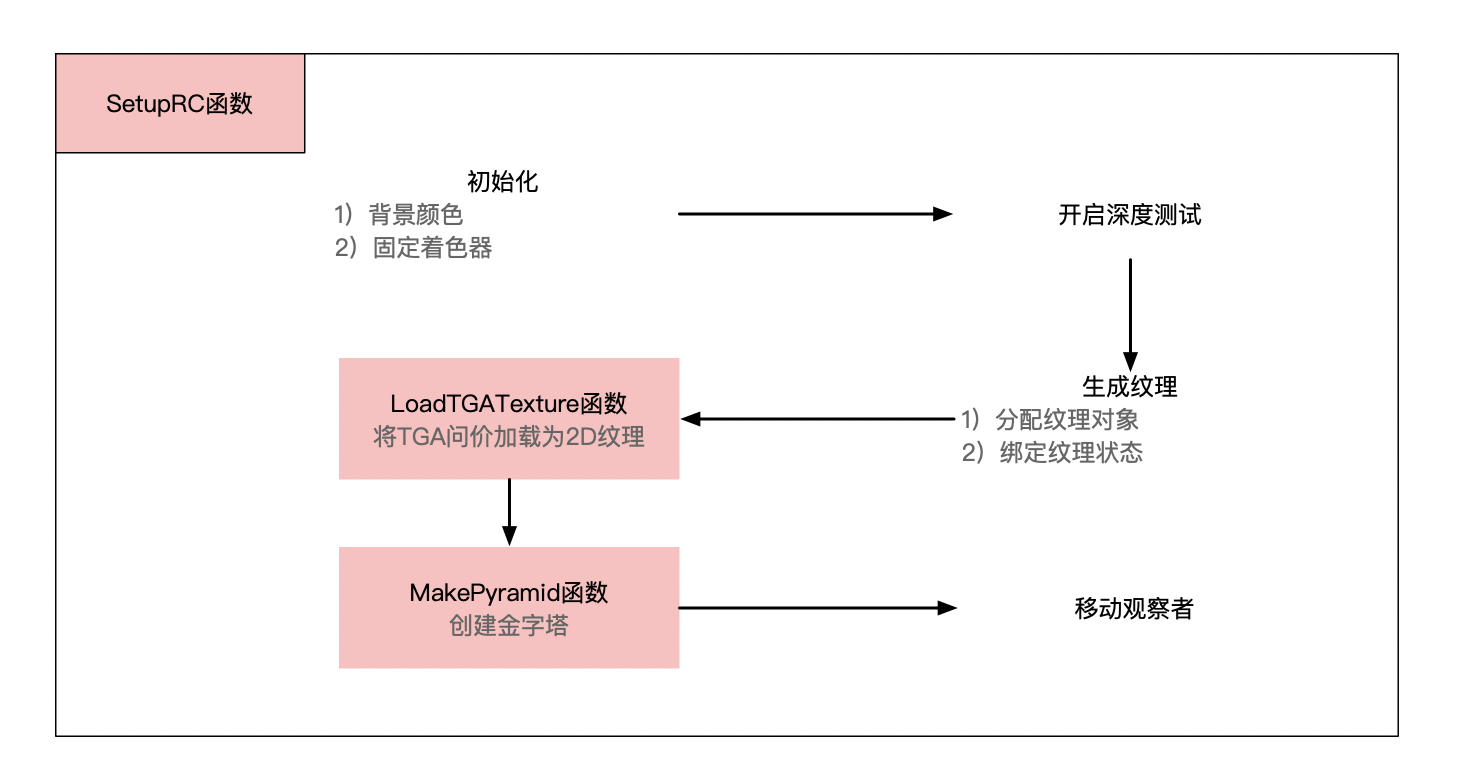 SetupRC函数
初始化
1）背景颜色
2）固定着色器
开启深度测试
生成纹理
1）分配纹理对象
2）绑定纹理状态
LoadTGATexture函数
将TGA问价加载为2D纹理
MakePyramid函数
创建金字塔
移动观察者